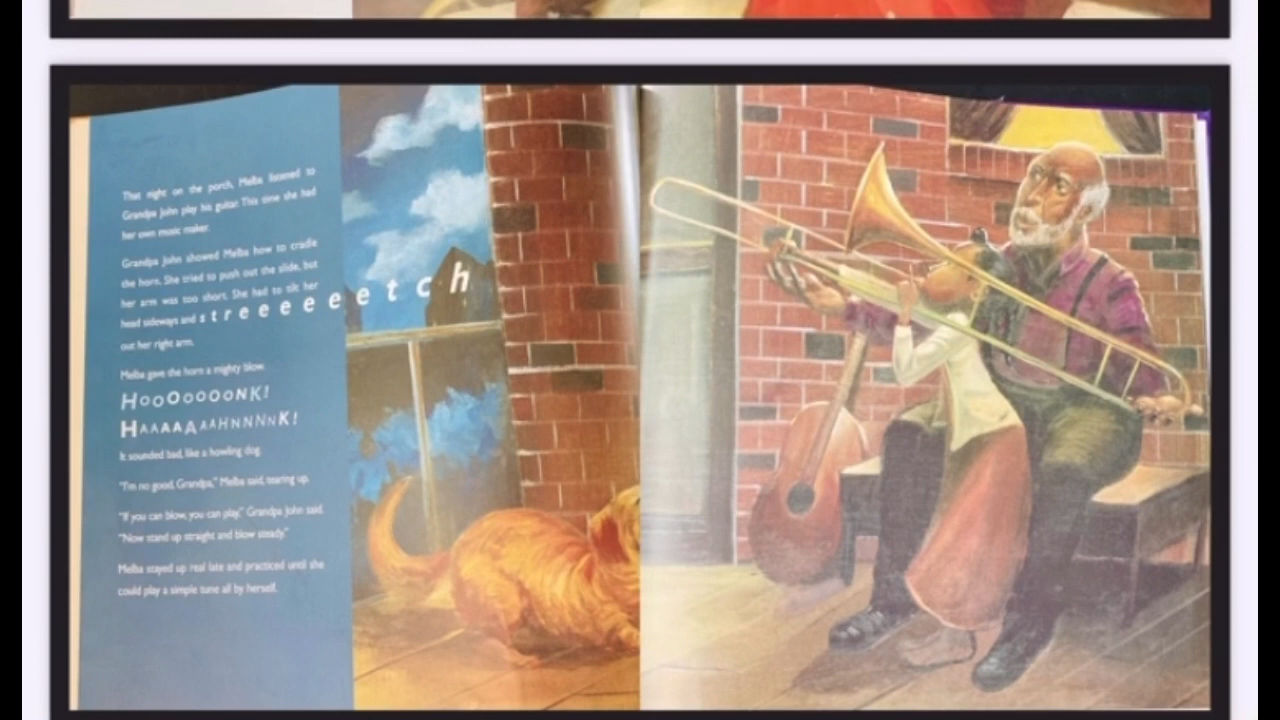 That night on the porch, Melba listened to
Grandpa John play his guitar. This time she had
her own music maker.
Grandpa John showed Melba how to cradle
the horn. She tried to push out the slide, but
her arm was too short. She had to tilt her
head sideways and streeeeeetch
out her right arm.
Melba gave the horn a mighty blow.
HooOooooNK!
HAAAAAAAHNNNNK!
It sounded bad, like a howling dog.
"I'm no good, Grandpa," Melba said, tearing up.
"If you can blow, you can play," Grandpa John said.
"Now stand up straight and blow steady."
Melba stayed up real late and practiced until she
could play a simple tune all by herself.